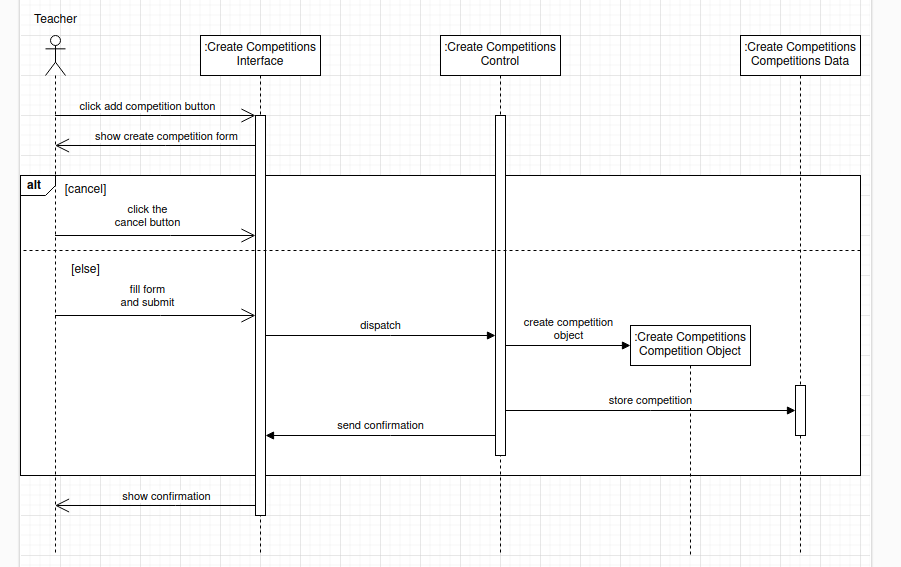 Teacher
:Create Competitions
Interface
:Create Competitions
Control
:Create Competitions
Competitions Data
click add competition button
show create competition form
alt
[cancel]
click the
cancel button
[else]
fill form
and submit
dispatch
create competition
object
:Create Competitions
Competition Object
store competition
send confirmation
show confirmation